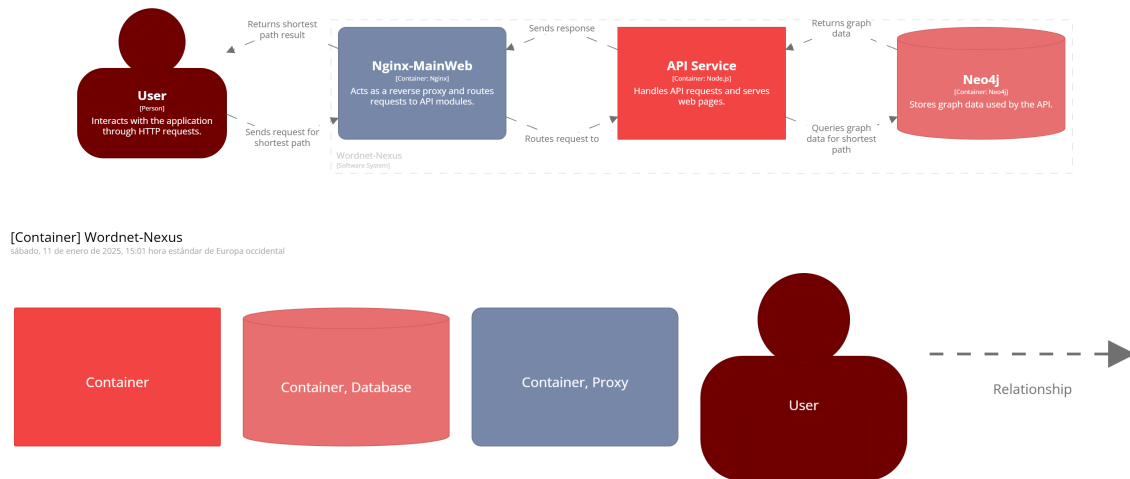 Returns shortest
path result
User
[Person]
Interacts with the application
through HTTP requests.
Sends request for
shortest path
Nginx-MainWeb
[Container: Nginx]
Acts as a reverse proxy and routes
requests to API modules.
Wordnet-Nexus
[Software System]
Sends response
Routes request to
API Service
[Container: Node.js]
Handles API requests and serves
web pages.
Returns graph
data
Queries graph
data for shortest
path
Neo4j
[Container: Neo4j]
Stores graph data used by the API.
[Container] Wordnet-Nexus
sábado, 11 de enero de 2025, 15:01 hora estándar de Europa occidental
Container
Container, Database
Container, Proxy
User
Relationship